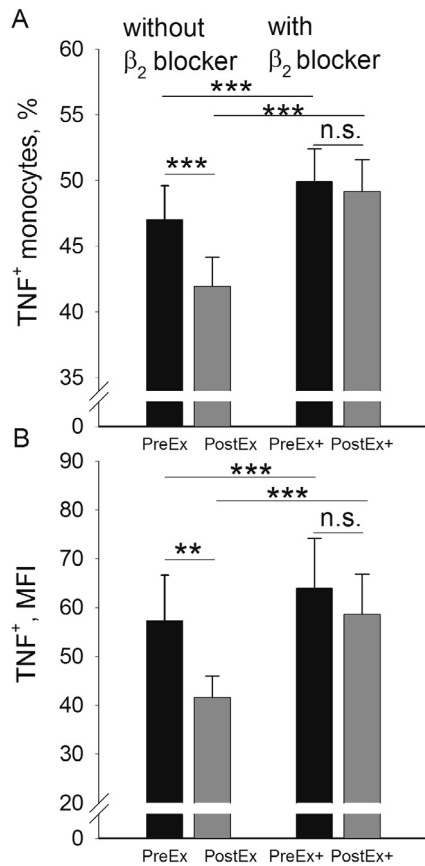 A
without
β₂ blocker
with
β₂ blocker
***
***
***
n.s.
TNF⁺ monocytes, %
60
55
50
45
40
35
0
PreEx PostEx PreEx+ PostEx+
B
***
***
**
n.s.
TNF⁺, MFI
90
80
70
60
50
40
30
20
0
PreEx PostEx PreEx+ PostEx+